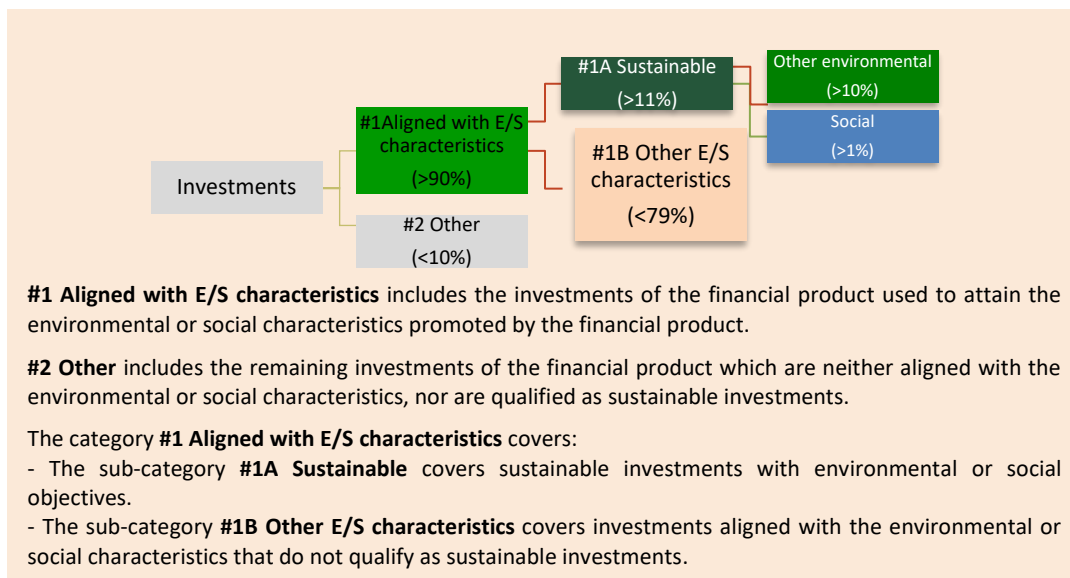 Investments
#1Aligned with E/S
characteristics
(>90%)
#2 Other
(<10%)
#1A Sustainable
(>11%)
#1B Other E/S
characteristics
(<79%)
Other environmental
(>10%)
Social
(>1%)
#1 Aligned with E/S characteristics includes the investments of the financial product used to attain the
environmental or social characteristics promoted by the financial product.
#2 Other includes the remaining investments of the financial product which are neither aligned with the
environmental or social characteristics, nor are qualified as sustainable investments.
The category #1 Aligned with E/S characteristics covers:
- The sub-category #1A Sustainable covers sustainable investments with environmental or social
objectives.
- The sub-category #1B Other E/S characteristics covers investments aligned with the environmental or
social characteristics that do not qualify as sustainable investments.